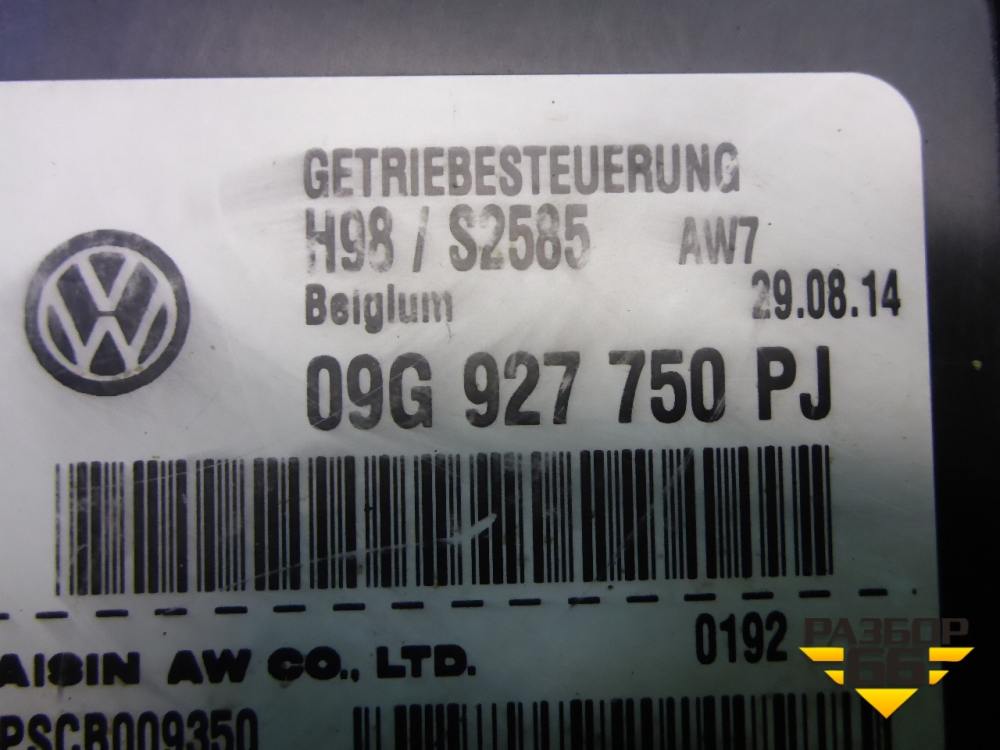 GETRIEBESTEUERUNG
H98 / S2585 AW7
Belglum 29.08.14
09G 927 750 PJ
0192
AISIN AW CO., LTD.
PSCB009350
РАЗБОР
66